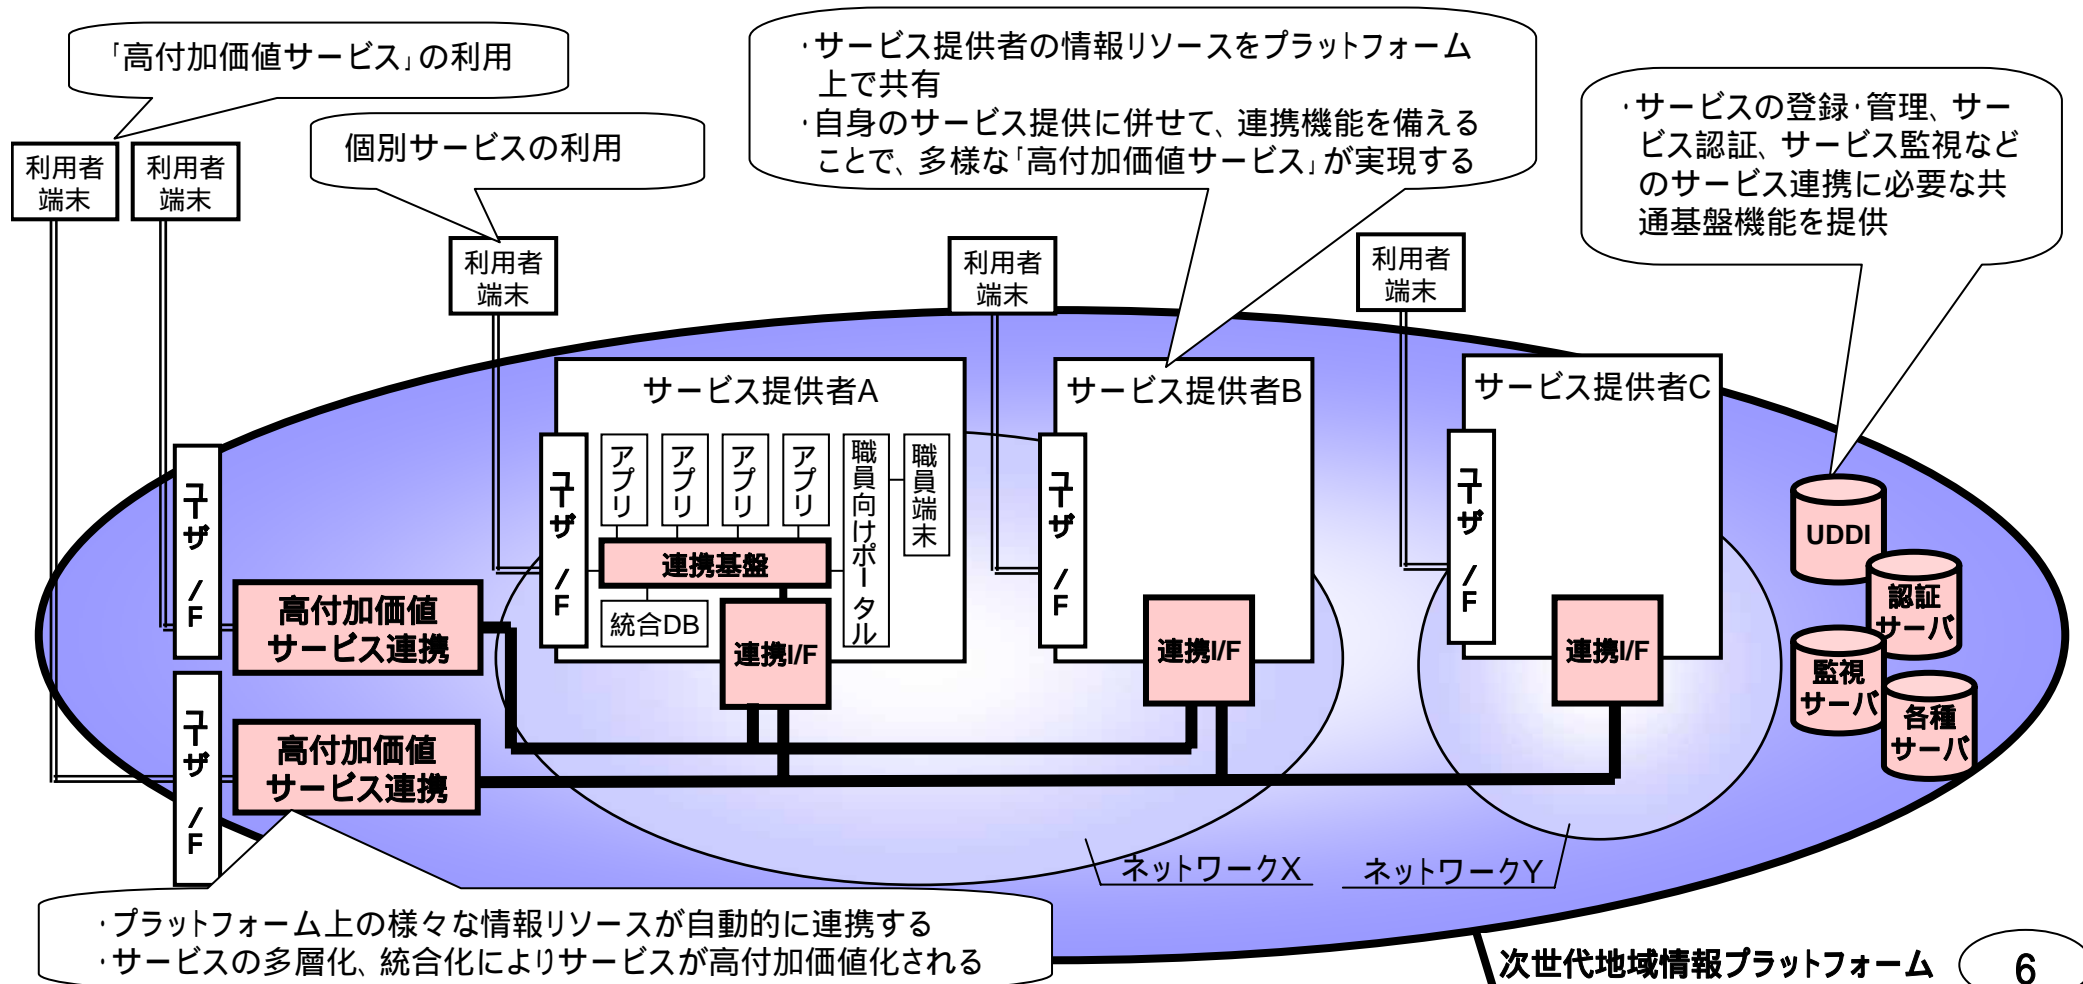 「高付加価値サービス」の利用
・サービス提供者の情報リソースをプラットフォーム
上で共有
・自身のサービス提供に併せて、連携機能を備える
ことで、多様な「高付加価値サービス」が実現する
・サービスの登録・管理、サー
ビス認証、サービス監視など
のサービス連携に必要な共
通基盤機能を提供
個別サービスの利用
利用者
端末
利用者
端末
利用者
端末
利用者
端末
利用者
端末
サービス提供者A
サービス提供者B
サービス提供者C
ユーザ /F
ユーザ /F
ユーザ /F
ユーザ /F
ユーザ /F
アプリ
アプリ
アプリ
アプリ
職員向けポータル
職員端末
連携基盤
統合DB
連携I/F
連携I/F
連携I/F
高付加価値
サービス連携
高付加価値
サービス連携
UDDI
認証
サーバ
監視
サーバ
各種
サーバ
ネットワークX
ネットワークY
・プラットフォーム上の様々な情報リソースが自動的に連携する
・サービスの多層化、統合化によりサービスが高付加価値化される
次世代地域情報プラットフォーム
6